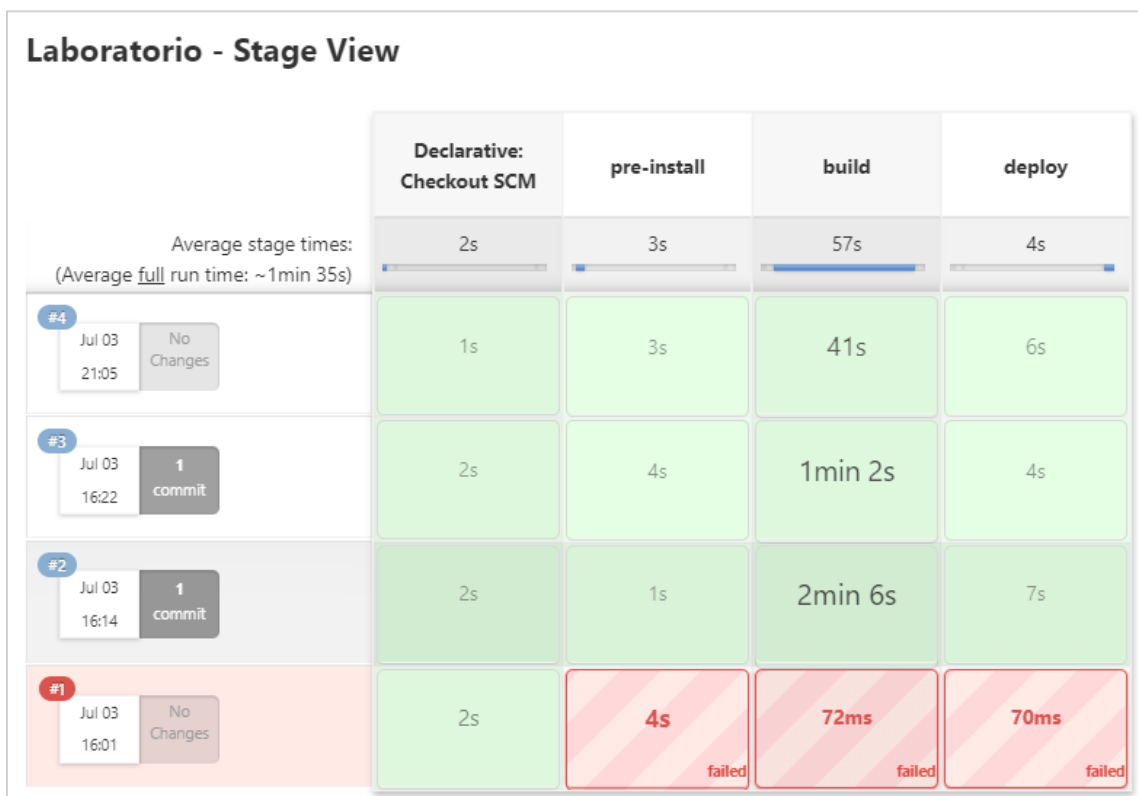 Laboratorio - Stage View
Declarative:
Checkout SCM
pre-install
build
deploy
Average stage times:
(Average full run time: ~1min 35s)
2s
3s
57s
4s
#4
Jul 03
21:05
No
Changes
1s
3s
41s
6s
#3
Jul 03
16:22
1
commit
2s
4s
1min 2s
4s
#2
Jul 03
16:14
1
commit
2s
1s
2min 6s
7s
#1
Jul 03
16:01
No
Changes
2s
4s
failed
72ms
failed
70ms
failed